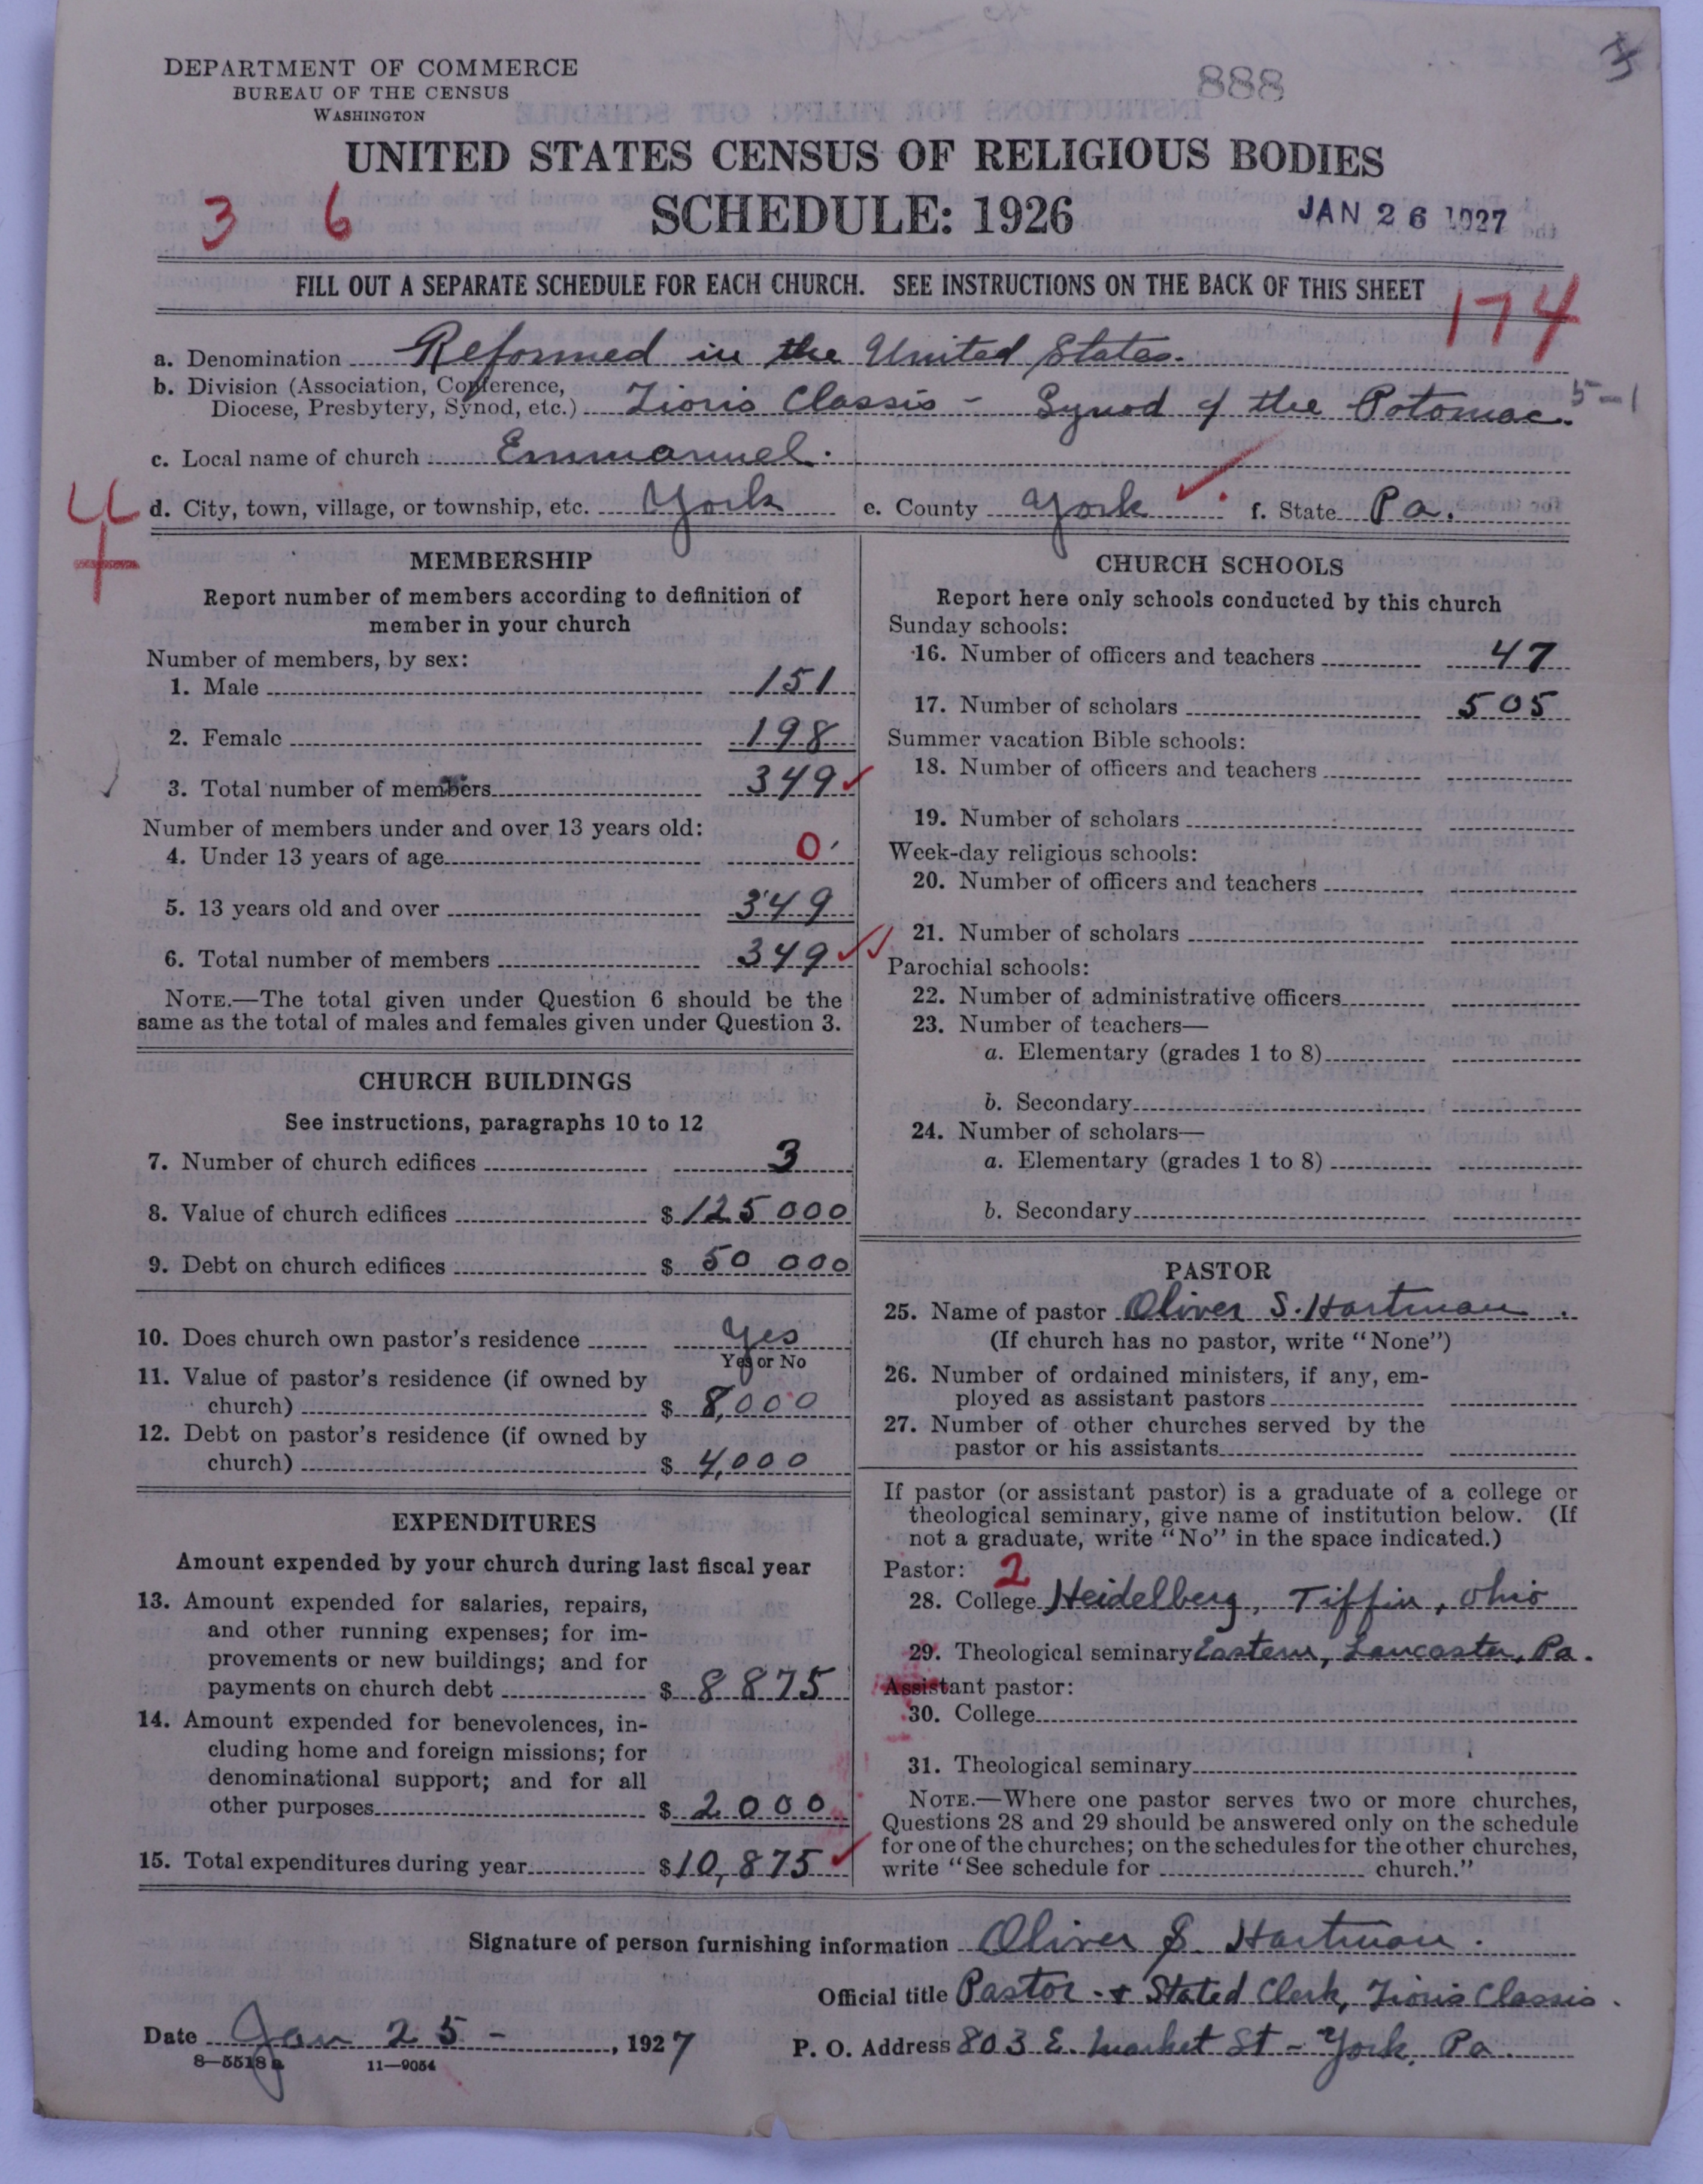 888
DEPARTMENT OF COMMERCE
BUREAU OF THE CENSUS
WASHINGTON
UNITED STATES CENSUS OF RELIGIOUS BODIES
3 6
SCHEDULE: 1926
JAN 26 1927
FILL OUT A SEPARATE SCHEDULE FOR EACH CHURCH. SEE INSTRUCTIONS ON THE BACK OF THIS SHEET
174
a. Denomination Reformed in the United States.
b. Division (Association, Conference,
Diocese, Presbytery, Synod, etc.) Zion's Classis - Synod of the Potomac. 5-1
c. Local name of church Emmanuel.
d. City, town, village, or township, etc. York e. County York f. State Pa.
MEMBERSHIP
Report number of members according to definition of
member in your church
Number of members, by sex:
1. Male 151
2. Female 198
3. Total number of members 349
Number of members under and over 13 years old:
4. Under 13 years of age 0
5. 13 years old and over 349
6. Total number of members 349
NOTE.—The total given under Question 6 should be the
same as the total of males and females given under Question 3.
CHURCH BUILDINGS
See instructions, paragraphs 10 to 12
7. Number of church edifices 3
8. Value of church edifices $ 125 000
9. Debt on church edifices $ 50 000
10. Does church own pastor's residence Yes
Yes or No
11. Value of pastor's residence (if owned by
church) $ 8,000
12. Debt on pastor's residence (if owned by
church) $ 4,000
EXPENDITURES
Amount expended by your church during last fiscal year
13. Amount expended for salaries, repairs,
and other running expenses; for im-
provements or new buildings; and for
payments on church debt $ 8875
14. Amount expended for benevolences, in-
cluding home and foreign missions; for
denominational support; and for all
other purposes $ 2000
15. Total expenditures during year $ 10,875
CHURCH SCHOOLS
Report here only schools conducted by this church
Sunday schools:
16. Number of officers and teachers 47
17. Number of scholars 505
Summer vacation Bible schools:
18. Number of officers and teachers
19. Number of scholars
Week-day religious schools:
20. Number of officers and teachers
21. Number of scholars
Parochial schools:
22. Number of administrative officers
23. Number of teachers—
a. Elementary (grades 1 to 8)
b. Secondary
24. Number of scholars—
a. Elementary (grades 1 to 8)
b. Secondary
PASTOR
25. Name of pastor Oliver S. Hartman.
(If church has no pastor, write "None")
26. Number of ordained ministers, if any, em-
ployed as assistant pastors
27. Number of other churches served by the
pastor or his assistants
If pastor (or assistant pastor) is a graduate of a college or
theological seminary, give name of institution below. (If
not a graduate, write "No" in the space indicated.)
Pastor: 2
28. College Heidelberg, Tiffin, Ohio
29. Theological seminary Eastern, Lancaster, Pa.
Assistant pastor:
30. College
31. Theological seminary
NOTE.—Where one pastor serves two or more churches,
Questions 28 and 29 should be answered only on the schedule
for one of the churches; on the schedules for the other churches,
write "See schedule for church."
Signature of person furnishing information Oliver S. Hartman.
Official title Pastor + Stated Clerk, Zion's Classis.
Date Jan 25 - , 1927 P. O. Address 803 E. Market St - York, Pa.
8—5518 a 11—9054